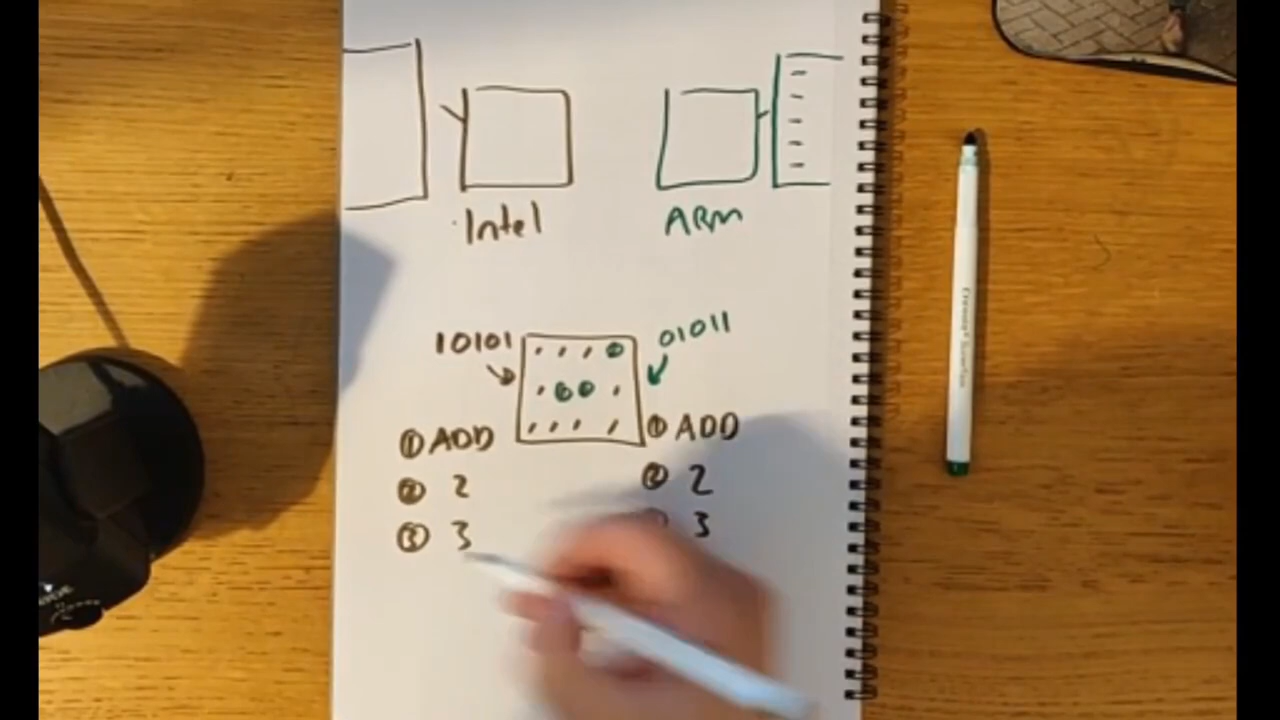 Intel
ARM
10101
01011
① ADD
② 2
③ 3
① ADD
② 2
3